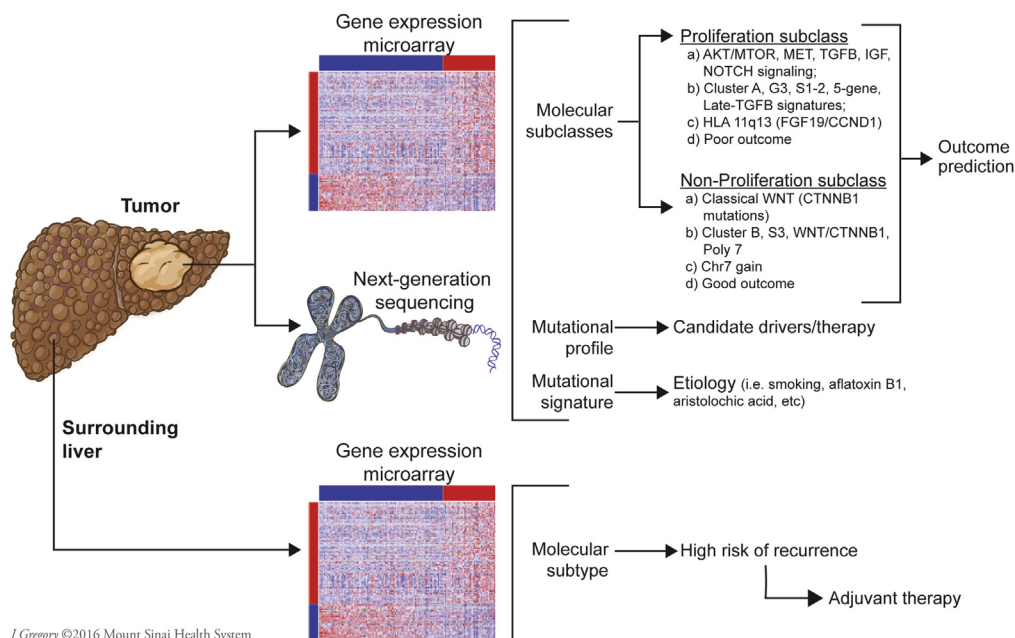 Gene expression
microarray
Tumor
Next-generation
sequencing
Molecular
subclasses
Proliferation subclass
a) AKT/MTOR, MET, TGFB, IGF,
NOTCH signaling;
b) Cluster A, G3, S1-2, 5-gene,
Late-TGFB signatures;
c) HLA 11q13 (FGF19/CCND1)
d) Poor outcome
Non-Proliferation subclass
a) Classical WNT (CTNNB1
mutations)
b) Cluster B, S3, WNT/CTNNB1,
Poly 7
c) Chr7 gain
d) Good outcome
Outcome
prediction
Mutational
profile
Candidate drivers/therapy
Mutational
signature
Etiology (i.e. smoking, aflatoxin B1,
aristolochic acid, etc)
Surrounding
liver
Gene expression
microarray
Molecular
subtype
High risk of recurrence
Adjuvant therapy
J Gregory ©2016 Mount Sinai Health System